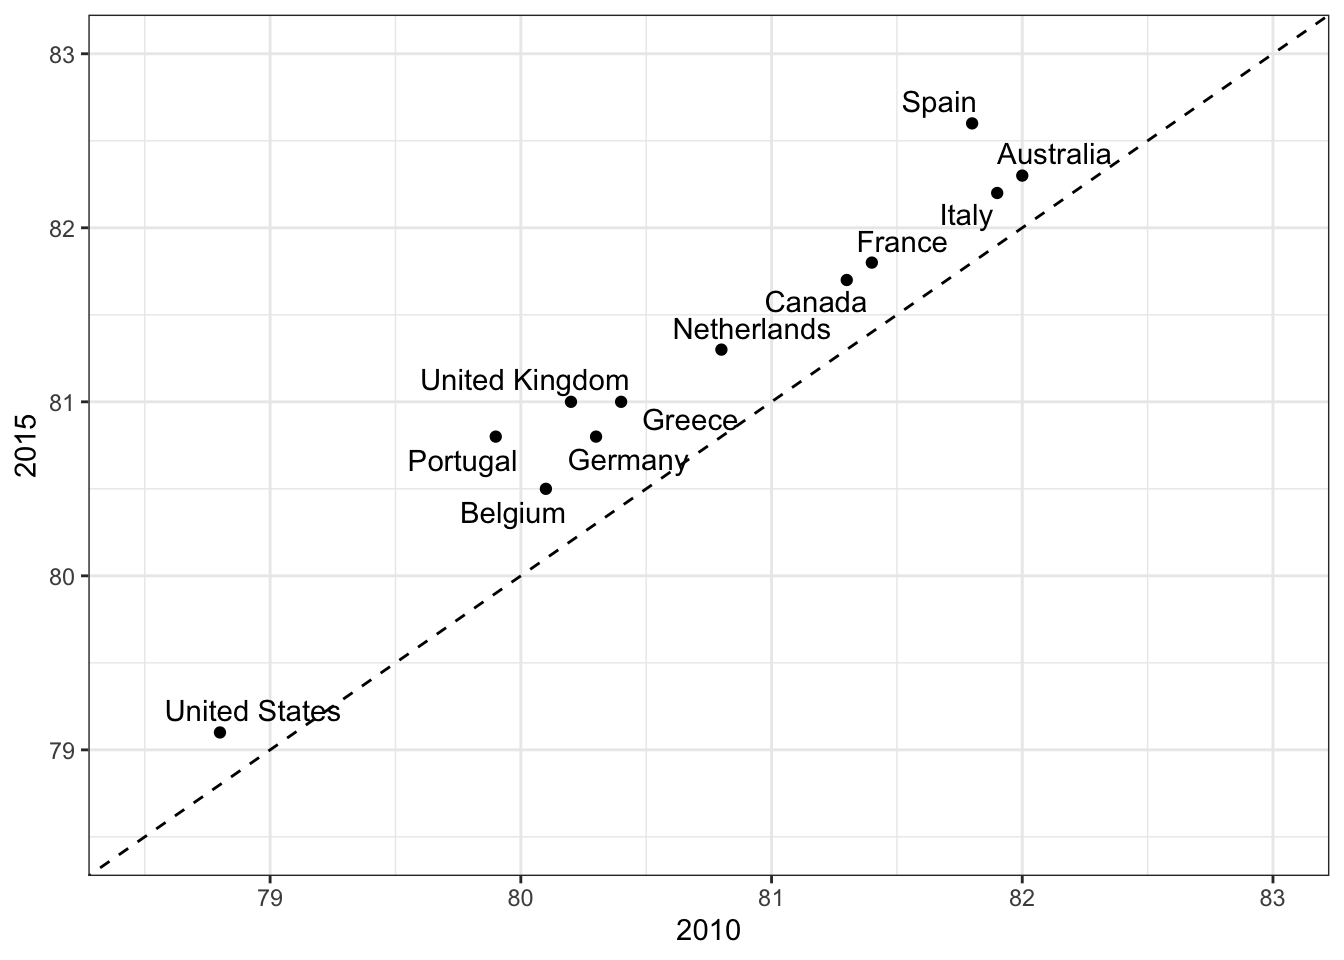 83
82
81
80
79
2015
Spain
Australia
Italy
France
Canada
Netherlands
United Kingdom
Greece
Portugal
Germany
Belgium
United States
79
80
81
82
83
2010